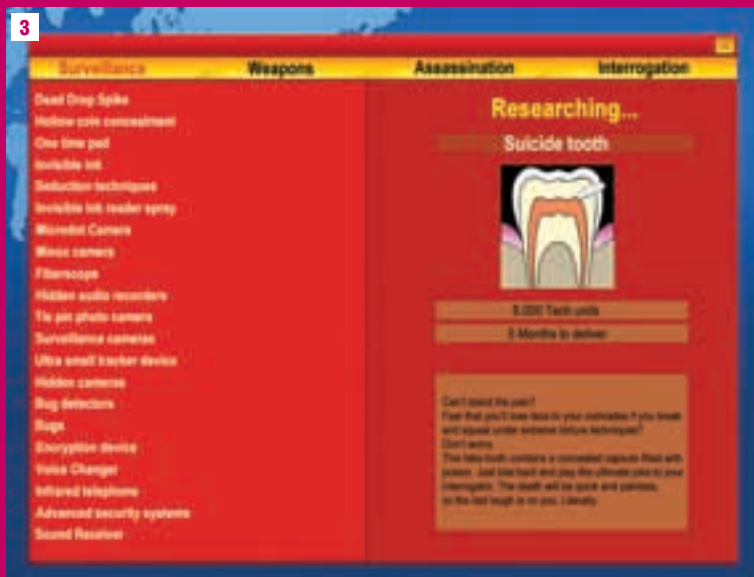 3
Surveillance Weapons Assassination Interrogation
Dead Drop Spike
Hollow coin concealment
One time pad
Invisible Ink
Seduction techniques
Invisible Ink reader spray
Microdot Camera
Minox camera
Fiberscope
Hidden audio recorders
Tie pin photo camera
Surveillance cameras
Ultra small tracker device
Hidden cameras
Bug detectors
Bugs
Encryption device
Voice Changer
Infrared telephone
Advanced security systems
Sound Receiver
Researching...
Suicide tooth
Tech units
5 Months to deliver
Can't stand the pain?
Fear that you'll lose face to your comrades if you break
and squeal under extreme torture techniques?
Don't worry.
This fake tooth contains a concealed capsule filled with
poison. Just bite hard and play the ultimate joke to your
interrogator. The death will be quick and painless,
so the last laugh is on you. Literally.